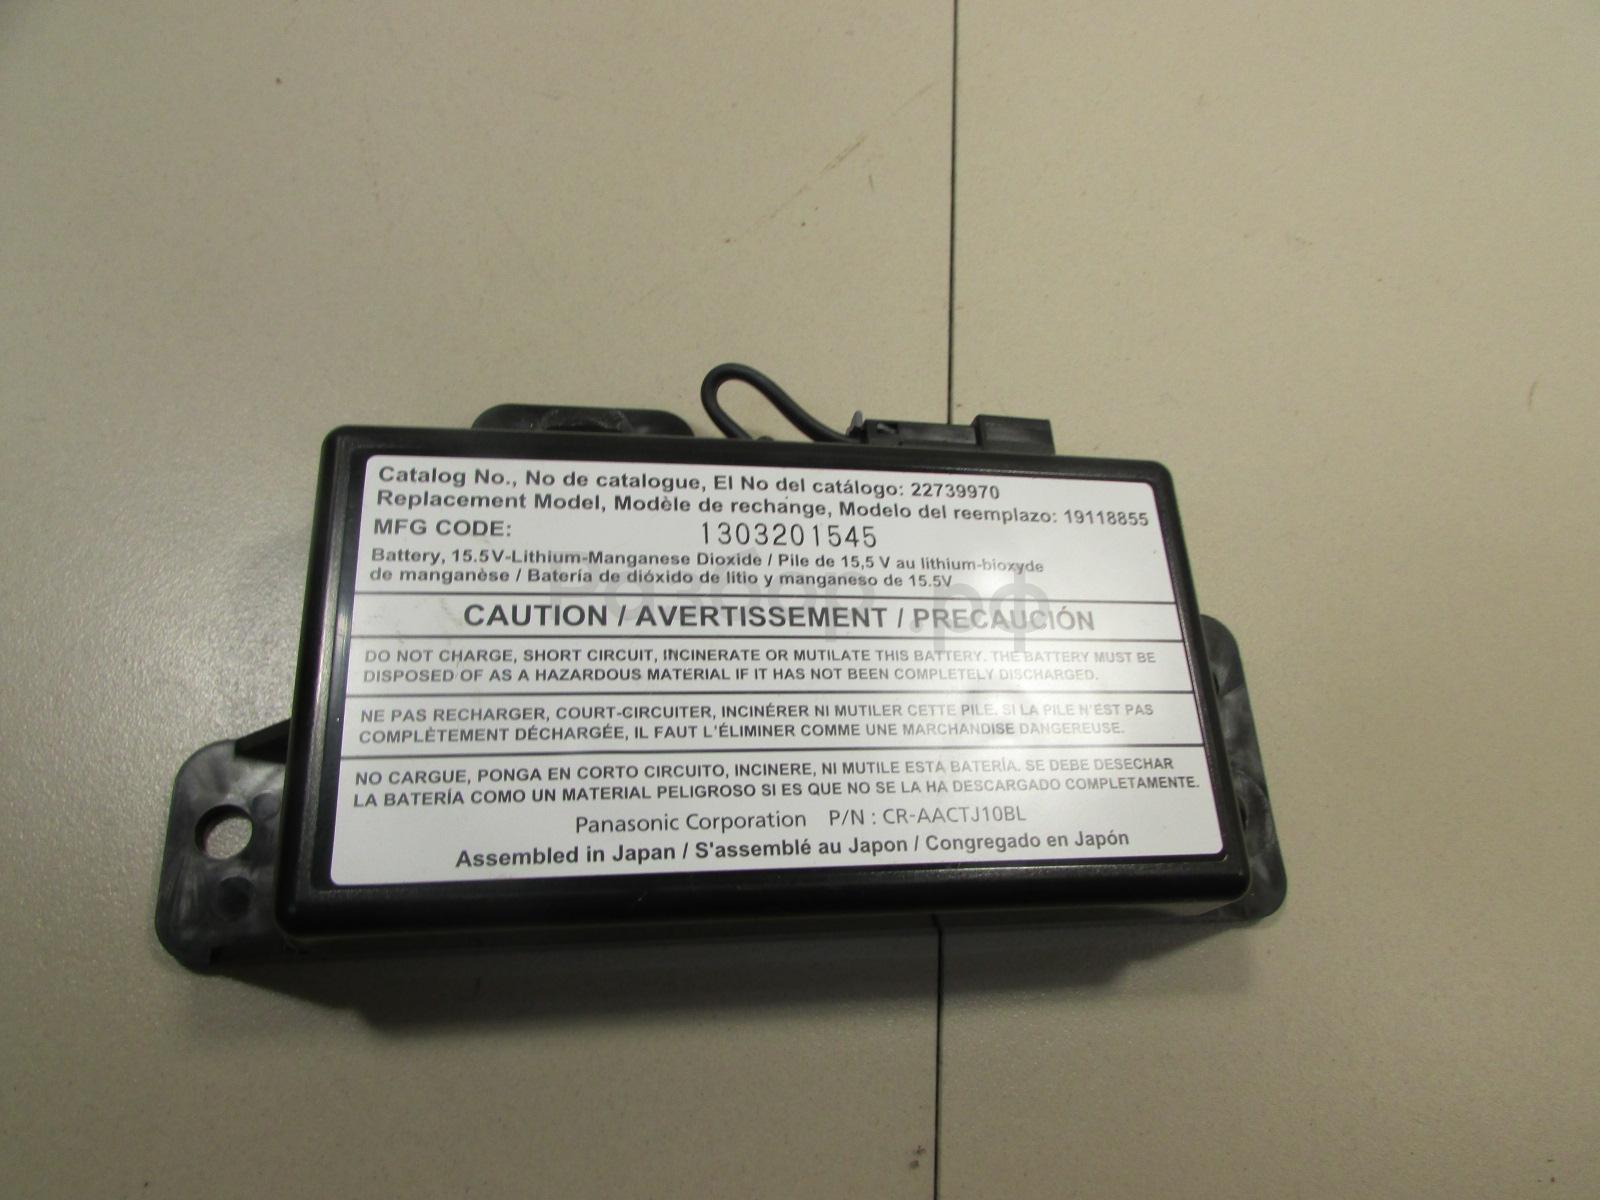 Catalog No., No de catalogue, El No del catálogo: 22739970
Replacement Model, Modèle de rechange, Modelo del reemplazo: 19118855
MFG CODE: 1303201545
Battery, 15.5V-Lithium-Manganese Dioxide / Pile de 15,5 V au lithium-bioxyde
de manganèse / Batería de dióxido de litio y manganeso de 15.5V
Разбор.рф
CAUTION / AVERTISSEMENT / PRECAUCIÓN
DO NOT CHARGE, SHORT CIRCUIT, INCINERATE OR MUTILATE THIS BATTERY. THE BATTERY MUST BE
DISPOSED OF AS A HAZARDOUS MATERIAL IF IT HAS NOT BEEN COMPLETELY DISCHARGED.
NE PAS RECHARGER, COURT-CIRCUITER, INCINÉRER NI MUTILER CETTE PILE. SI LA PILE N'EST PAS
COMPLÈTEMENT DÉCHARGÉE, IL FAUT L'ÉLIMINER COMME UNE MARCHANDISE DANGEREUSE.
NO CARGUE, PONGA EN CORTO CIRCUITO, INCINERE, NI MUTILE ESTA BATERÍA. SE DEBE DESECHAR
LA BATERÍA COMO UN MATERIAL PELIGROSO SI ES QUE NO SE LA HA DESCARGADO COMPLETAMENTE.
Panasonic Corporation P/N : CR-AACTJ10BL
Assembled in Japan / S'assemblé au Japon / Congregado en Japón